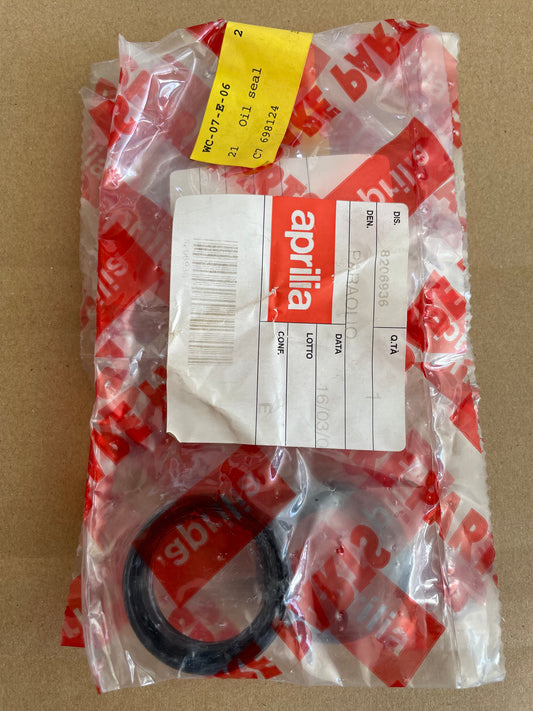 2
WC-07-E-06
21 Oil seal
C7 698124
aprilia
DIS. 8206936
Q.TÀ 1
DEN. PARAOLIO
DATA 16/03/0
LOTTO
CONF. E